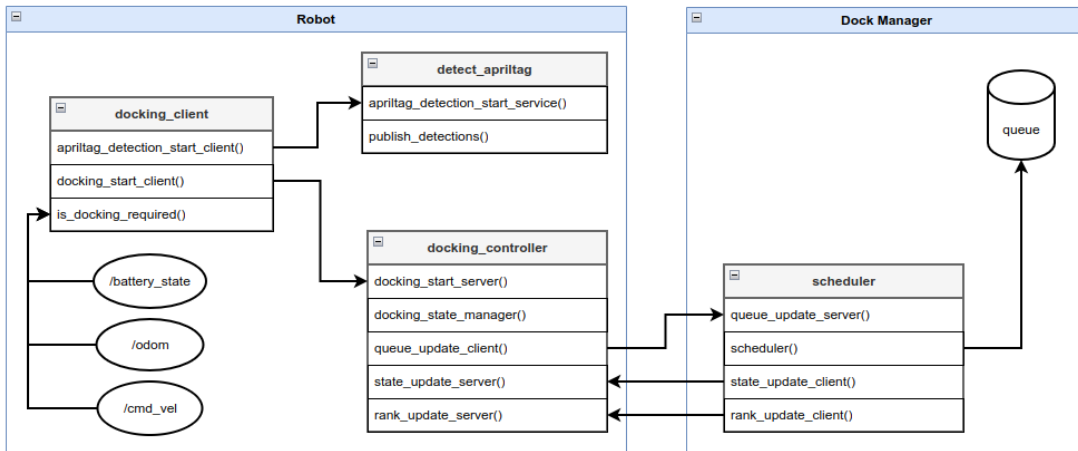 Robot
Dock Manager
detect_apriltag
apriltag_detection_start_service()
publish_detections()
docking_client
apriltag_detection_start_client()
docking_start_client()
is_docking_required()
/battery_state
/odom
/cmd_vel
docking_controller
docking_start_server()
docking_state_manager()
queue_update_client()
state_update_server()
rank_update_server()
queue
scheduler
queue_update_server()
scheduler()
state_update_client()
rank_update_client()